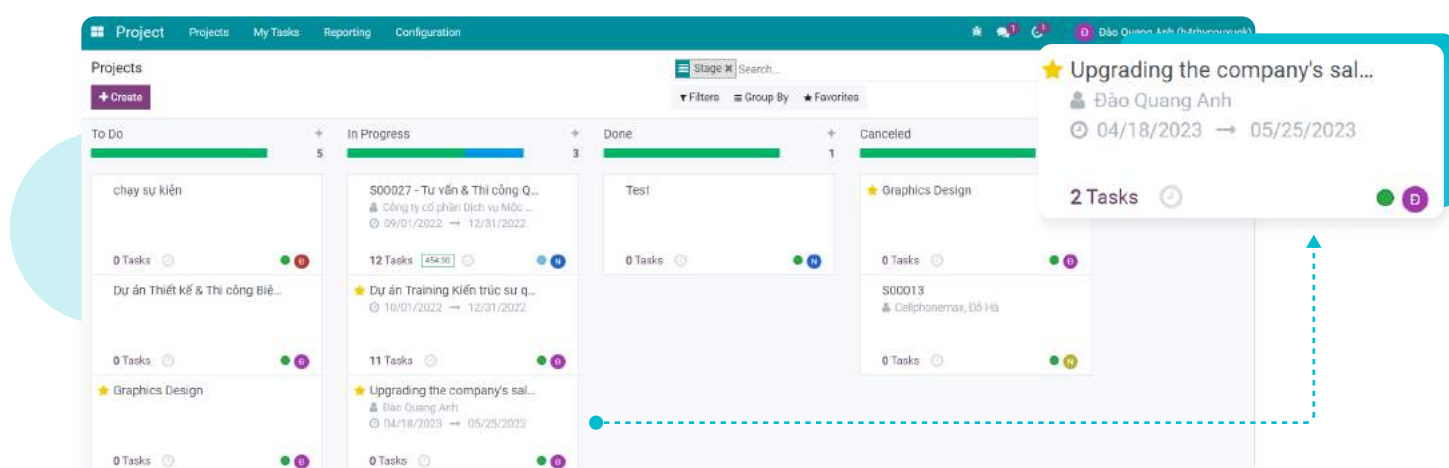 Project Projects My Tasks Reporting Configuration
Projects
Stage Search...
+ Create
Filters Group By Favorites
To Do +
5
In Progress +
3
Done +
1
Canceled
chạy sự kiện
0 Tasks
Đ
Dự án Thiết kế & Thi công Biệ...
0 Tasks
Đ
Graphics Design
0 Tasks
Đ
S00027 - Tư vấn & Thi công Q...
Công ty cổ phần Dịch vụ Mộc ...
09/01/2022 → 12/31/2022
12 Tasks 454:30
N
Dự án Training Kiến trúc sư q...
10/01/2022 → 12/31/2022
11 Tasks
Đ
Upgrading the company's sal...
Đào Quang Anh
04/18/2023 → 05/25/2023
0 Tasks
Đ
Test
0 Tasks
N
Graphics Design
0 Tasks
Đ
S00013
Cellphonemax, Đỗ Hà
0 Tasks
N
Đ Đào Quang Anh
Upgrading the company's sal...
Đào Quang Anh
04/18/2023 → 05/25/2023
2 Tasks
Đ